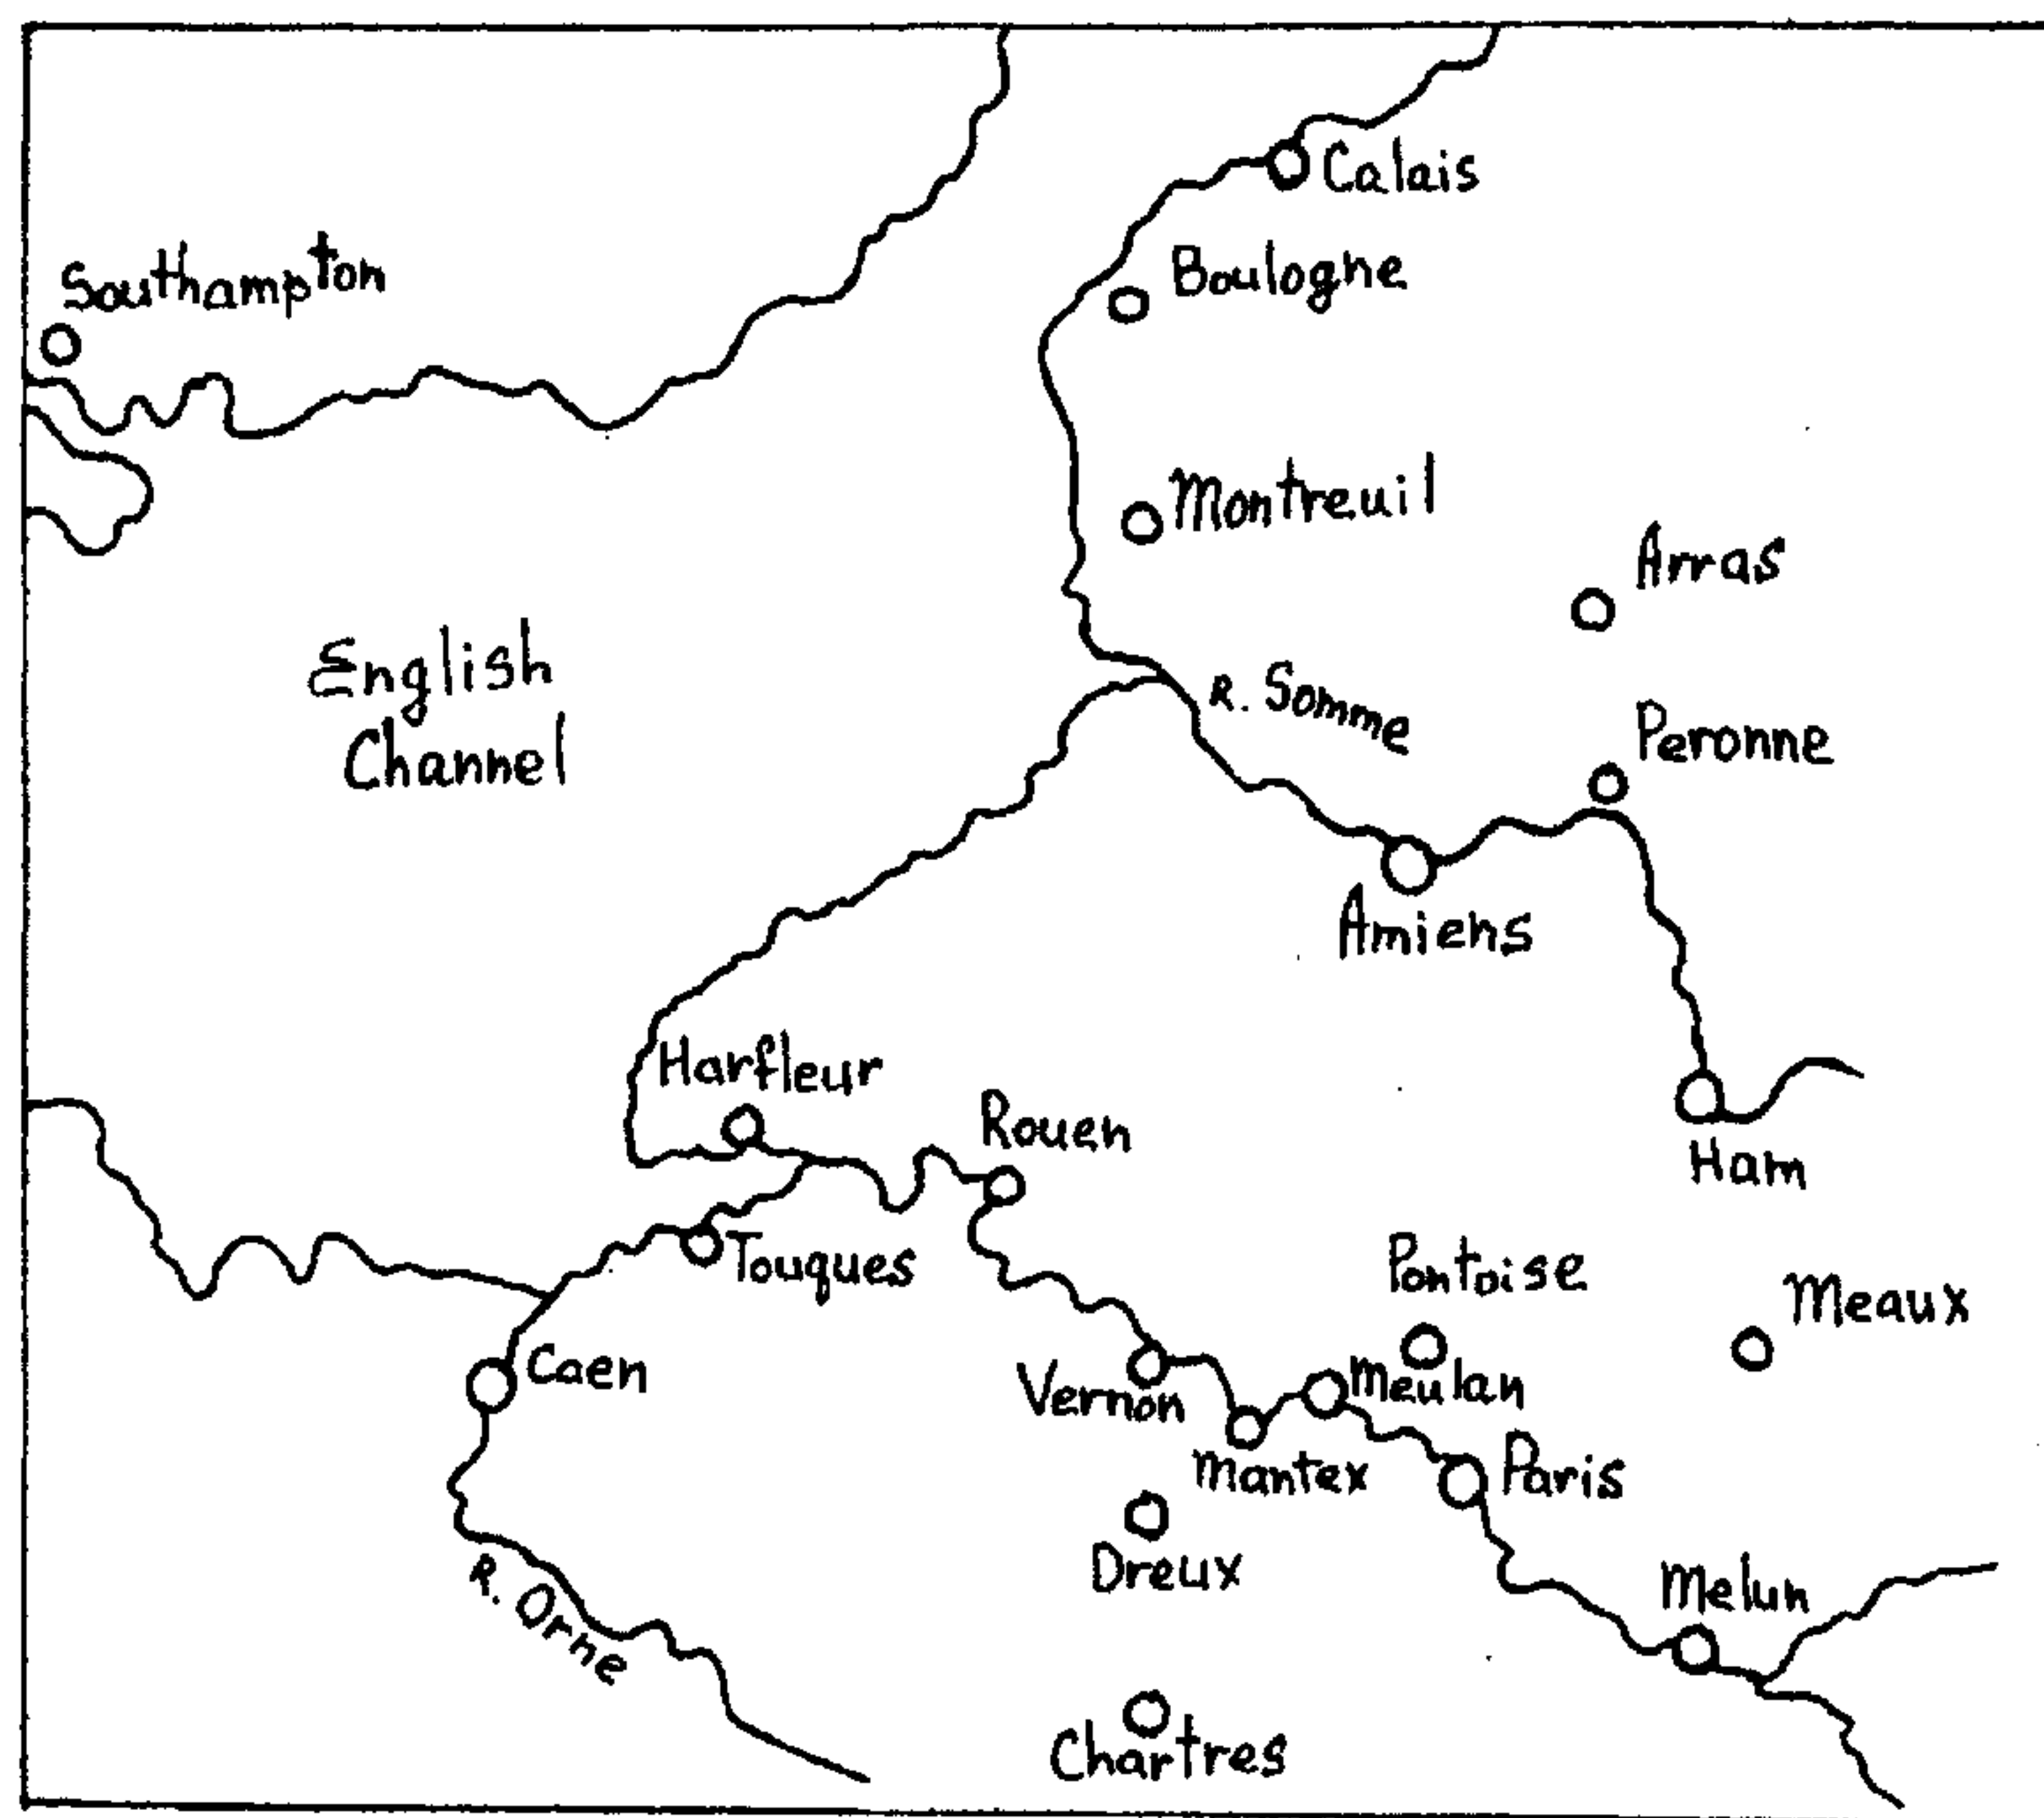 Calais
Boulogne
Southampton
Montreuil
Arras
English
Channel
R. Somme
Peronne
Amiens
Harfleur
Rouen
Ham
Touques
Pontoise
Meaux
Caen
Vernon
Meulan
Mantex
Paris
Dreux
R. Orne
Melun
Chartres